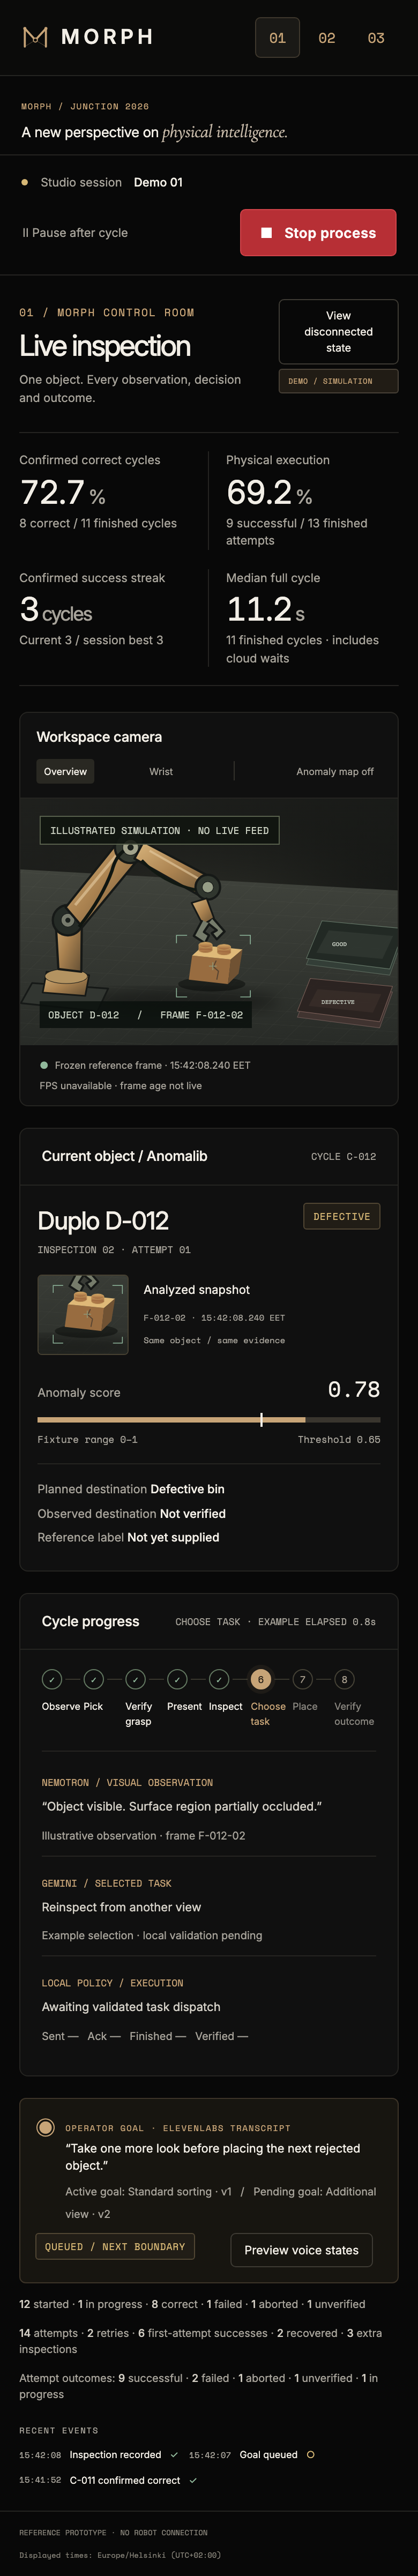 MORPH
01 02 03
MORPH / JUNCTION 2026
A new perspective on physical intelligence.
Studio session Demo 01
II Pause after cycle
Stop process
01 / MORPH CONTROL ROOM
Live inspection
One object. Every observation, decision
and outcome.
View
disconnected
state
DEMO / SIMULATION
Confirmed correct cycles
72.7 %
8 correct / 11 finished cycles
Physical execution
69.2 %
9 successful / 13 finished
attempts
Confirmed success streak
3 cycles
Current 3 / session best 3
Median full cycle
11.2 s
11 finished cycles · includes
cloud waits
Workspace camera
Overview
Wrist
Anomaly map off
ILLUSTRATED SIMULATION · NO LIVE FEED
GOOD
DEFECTIVE
OBJECT D-012 / FRAME F-012-02
Frozen reference frame · 15:42:08.240 EET
FPS unavailable · frame age not live
Current object / Anomalib
CYCLE C-012
Duplo D-012
DEFECTIVE
INSPECTION 02 · ATTEMPT 01
Analyzed snapshot
F-012-02 · 15:42:08.240 EET
Same object / same evidence
Anomaly score
0.78
Fixture range 0–1
Threshold 0.65
Planned destination Defective bin
Observed destination Not verified
Reference label Not yet supplied
Cycle progress
CHOOSE TASK · EXAMPLE ELAPSED 0.8s
✓ ✓ ✓ ✓ ✓ 6 7 8
Observe Pick Verify Present Inspect Choose Place Verify
grasp task outcome
NEMOTRON / VISUAL OBSERVATION
“Object visible. Surface region partially occluded.”
Illustrative observation · frame F-012-02
GEMINI / SELECTED TASK
Reinspect from another view
Example selection · local validation pending
LOCAL POLICY / EXECUTION
Awaiting validated task dispatch
Sent — Ack — Finished — Verified —
OPERATOR GOAL · ELEVENLABS TRANSCRIPT
“Take one more look before placing the next rejected
object.”
Active goal: Standard sorting · v1 / Pending goal: Additional
view · v2
QUEUED / NEXT BOUNDARY
Preview voice states
12 started · 1 in progress · 8 correct · 1 failed · 1 aborted · 1 unverified
14 attempts · 2 retries · 6 first-attempt successes · 2 recovered · 3 extra
inspections
Attempt outcomes: 9 successful · 2 failed · 1 aborted · 1 unverified · 1 in
progress
RECENT EVENTS
15:42:08 Inspection recorded ✓ 15:42:07 Goal queued
15:41:52 C-011 confirmed correct ✓
REFERENCE PROTOTYPE · NO ROBOT CONNECTION
Displayed times: Europe/Helsinki (UTC+02:00)